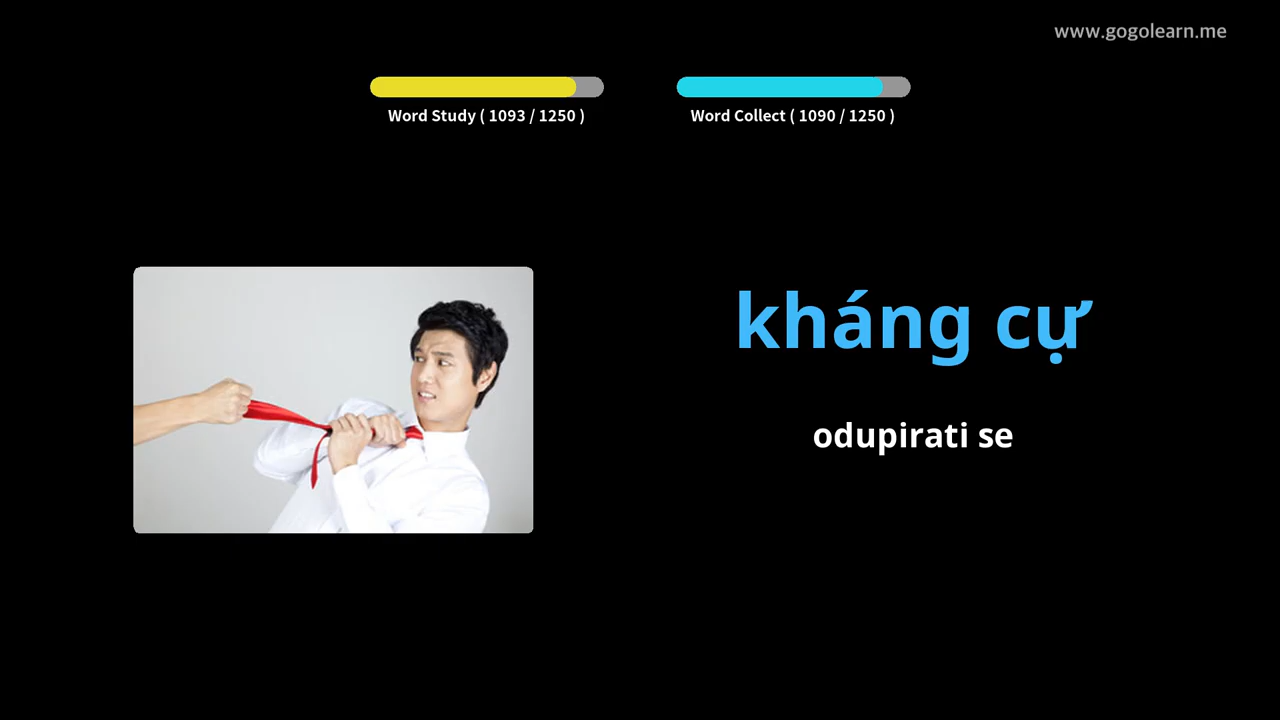 www.gogolearn.me
Word Study ( 1093 / 1250 )
Word Collect ( 1090 / 1250 )
kháng cự
odupirati se